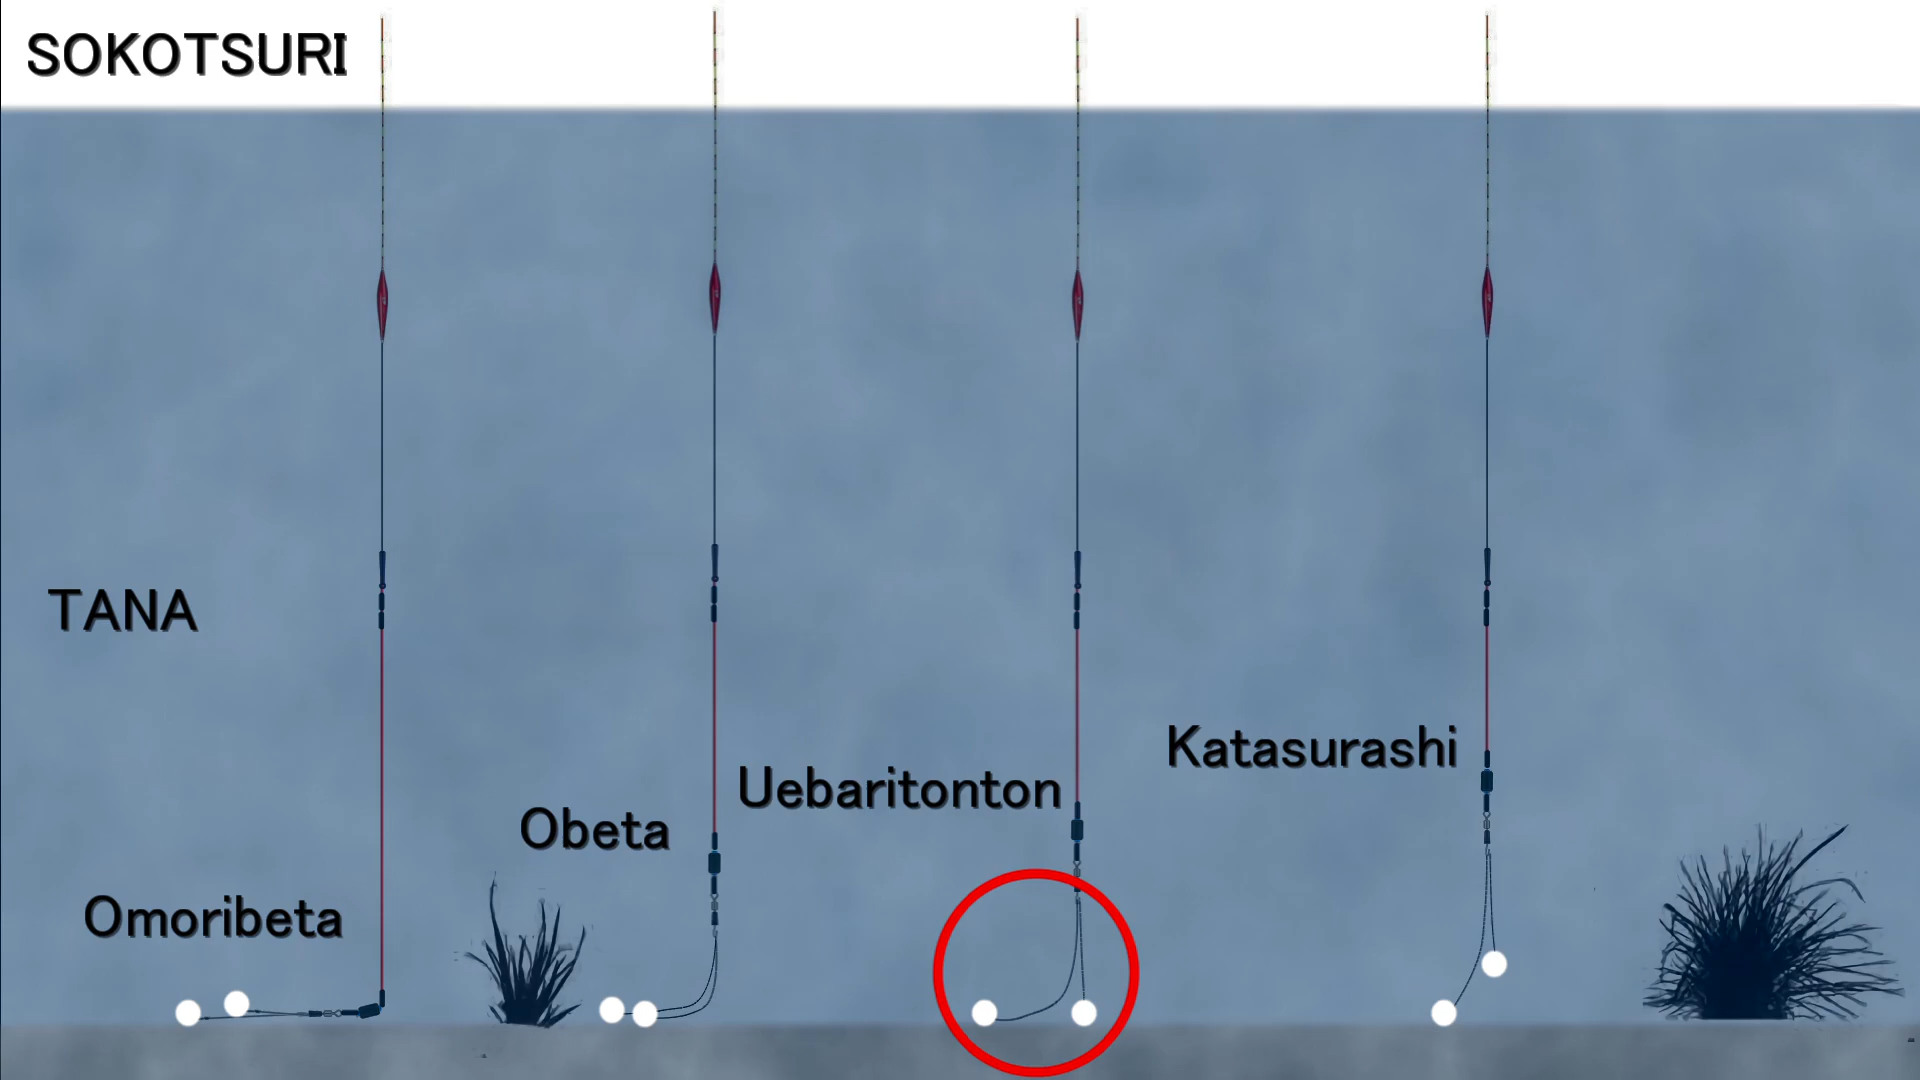 SOKOTSURI
TANA
Katasurashi
Uebaritonton
Obeta
Omoribeta